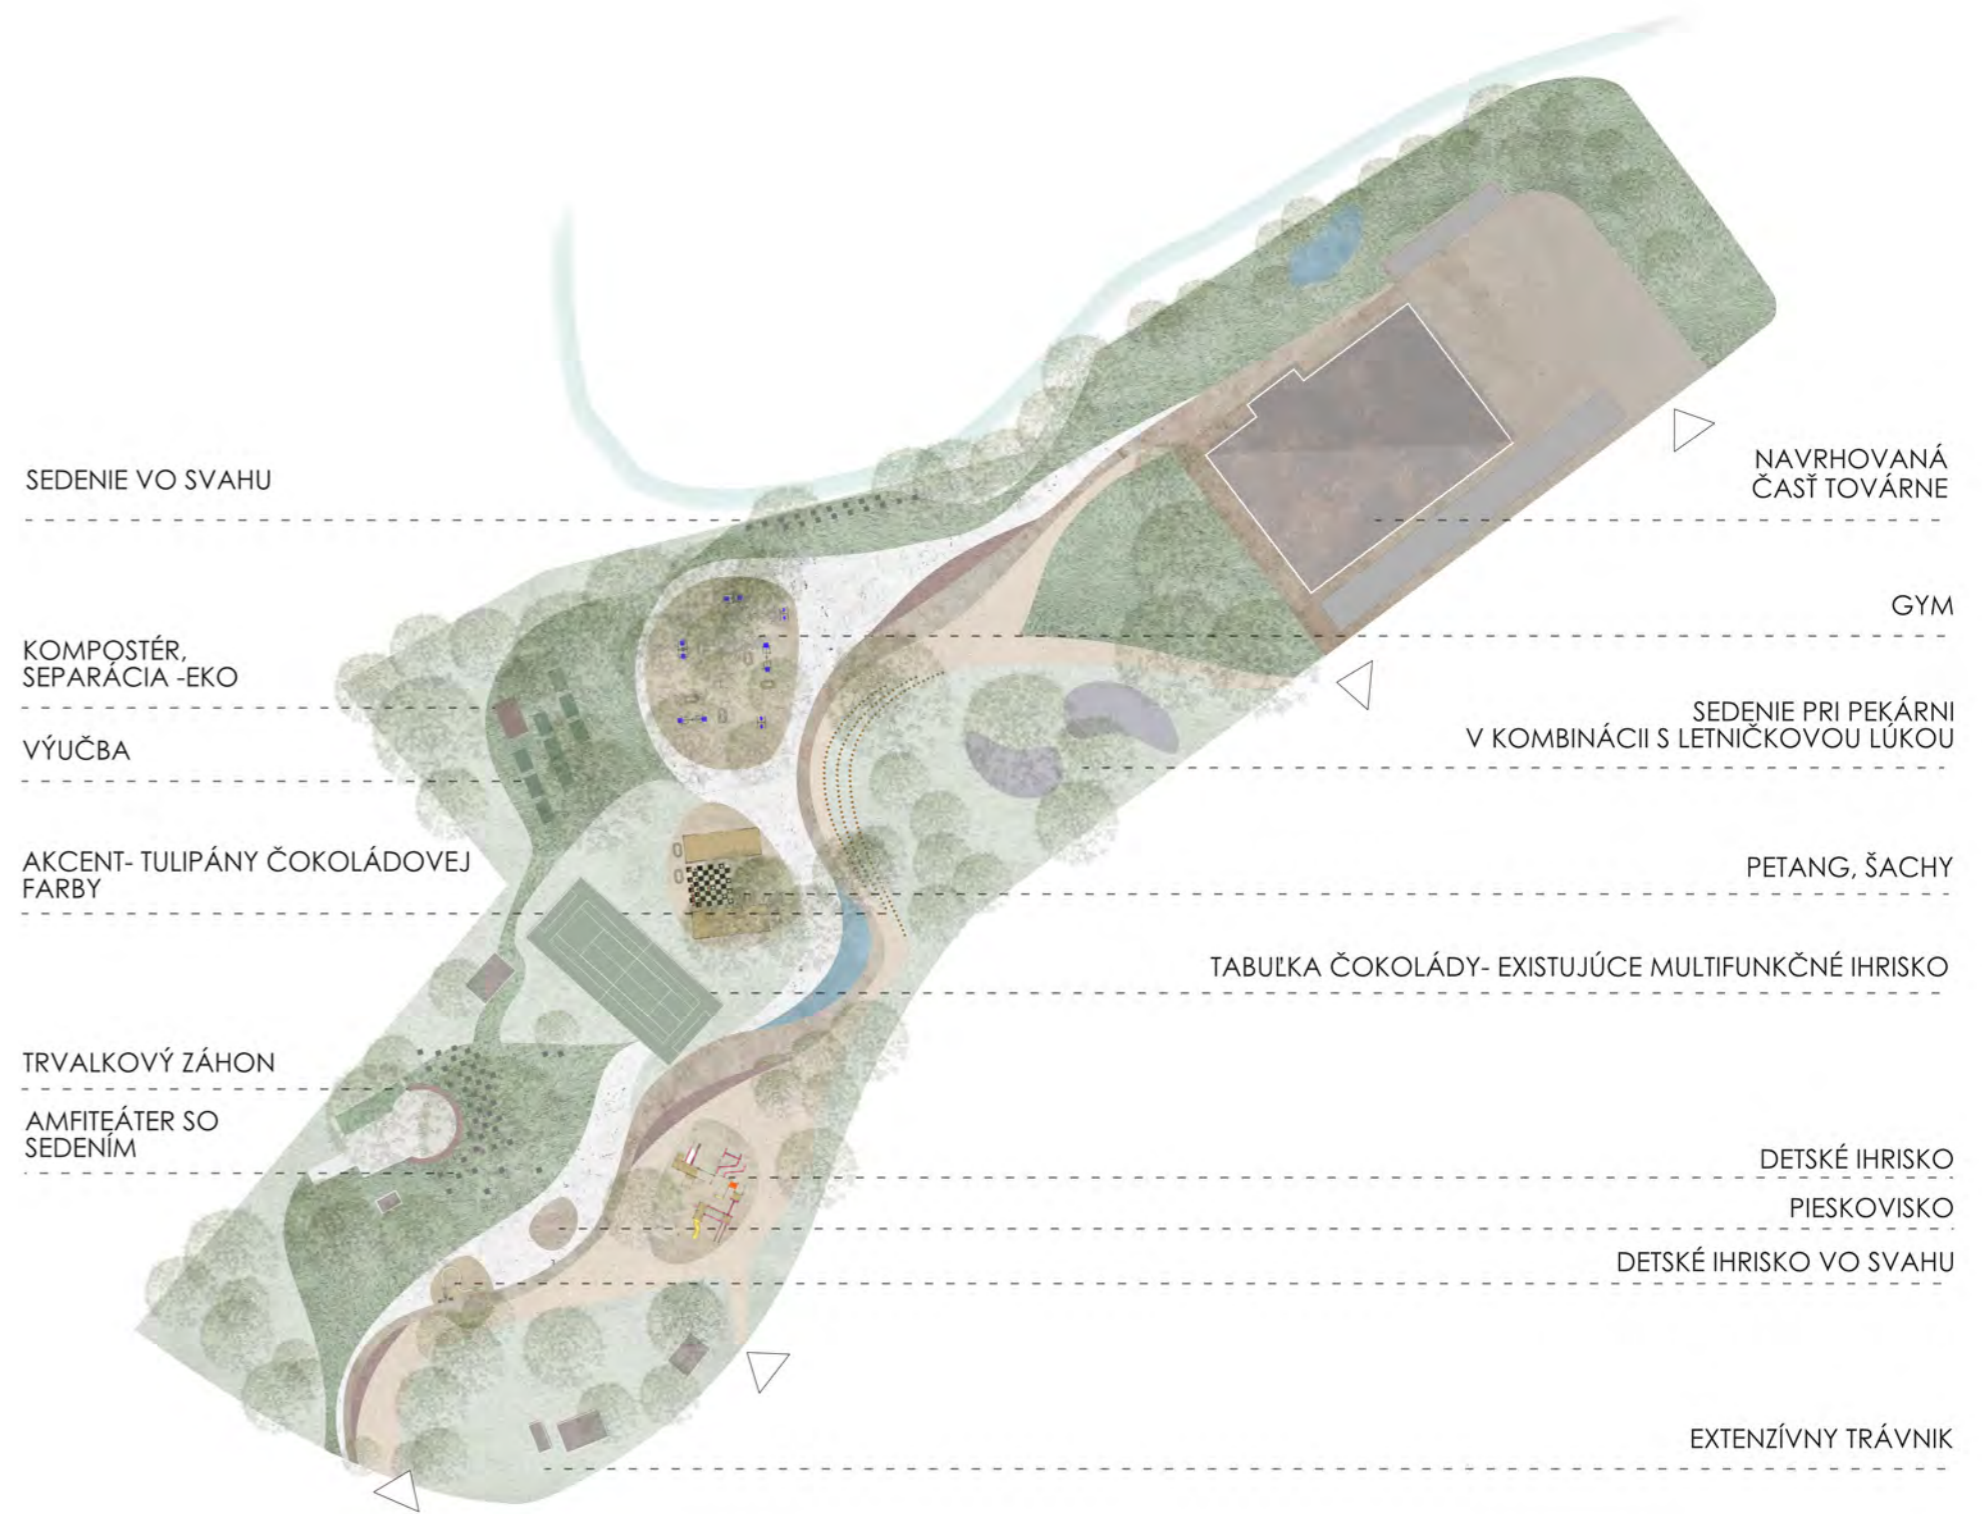 SEDENIE VO SVAHU
KOMPOSTÉR,
SEPARÁCIA -EKO
VÝUČBA
AKCENT- TULIPÁNY ČOKOLÁDOVEJ
FARBY
TRVALKOVÝ ZÁHON
AMFITEÁTER SO
SEDENÍM
NAVRHOVANÁ
ČASŤ TOVÁRNE
GYM
SEDENIE PRI PEKÁRNI
V KOMBINÁCII S LETNIČKOVOU LÚKOU
PETANG, ŠACHY
TABUĽKA ČOKOLÁDY- EXISTUJÚCE MULTIFUNKČNÉ IHRISKO
DETSKÉ IHRISKO
PIESKOVISKO
DETSKÉ IHRISKO VO SVAHU
EXTENZÍVNY TRÁVNIK